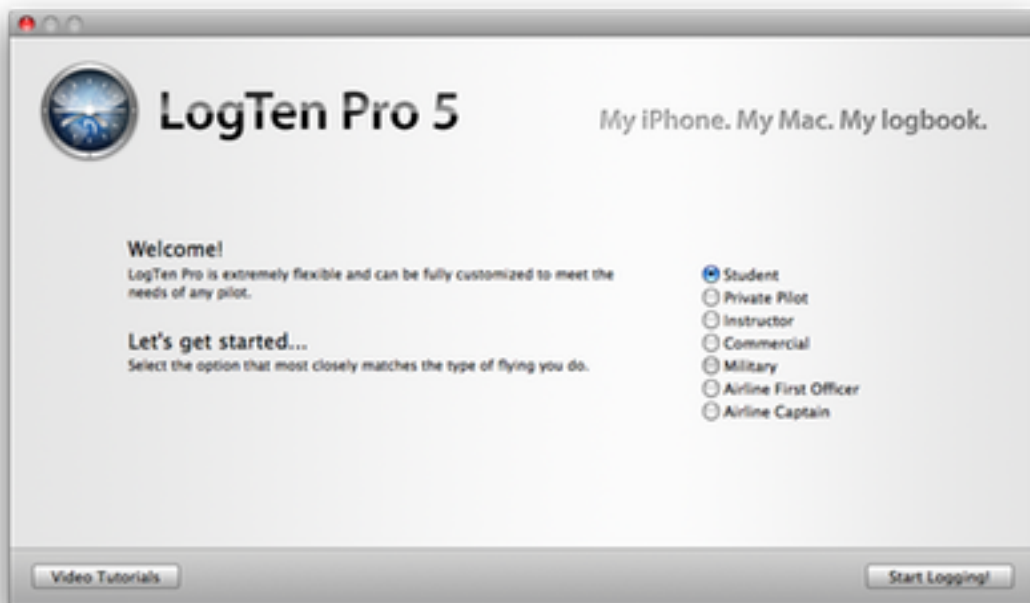 LogTen Pro 5
My iPhone. My Mac. My logbook.
Welcome!
LogTen Pro is extremely flexible and can be fully customized to meet the
needs of any pilot.
Let's get started...
Select the option that most closely matches the type of flying you do.
Student
Private Pilot
Instructor
Commercial
Military
Airline First Officer
Airline Captain
Video Tutorials
Start Logging!